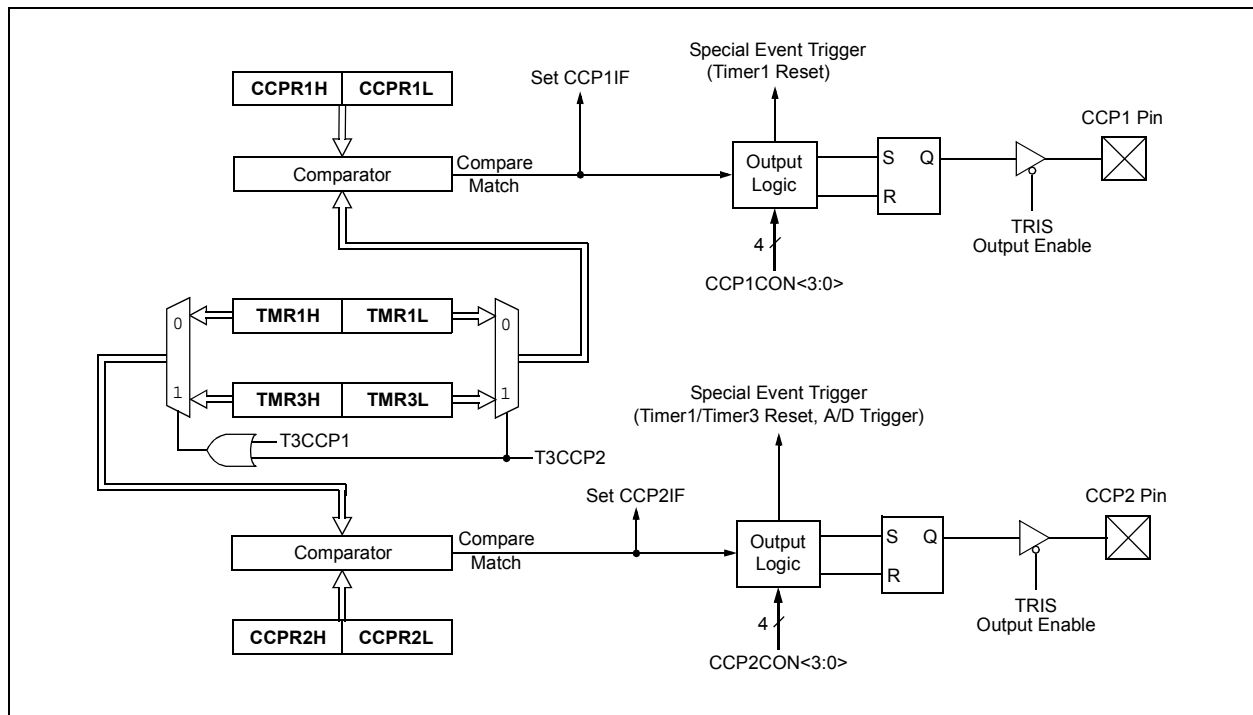 Special Event Trigger
(Timer1 Reset)
CCPR1H CCPR1L
Set CCP1IF
CCP1 Pin
Comparator
Compare
Match
Output
Logic
S Q
R
TRIS
Output Enable
4
CCP1CON<3:0>
0 TMR1H TMR1L 0
1 TMR3H TMR3L 1
T3CCP1
T3CCP2
Special Event Trigger
(Timer1/Timer3 Reset, A/D Trigger)
Set CCP2IF
CCP2 Pin
Comparator
Compare
Match
Output
Logic
S Q
R
TRIS
Output Enable
4
CCPR2H CCPR2L
CCP2CON<3:0>